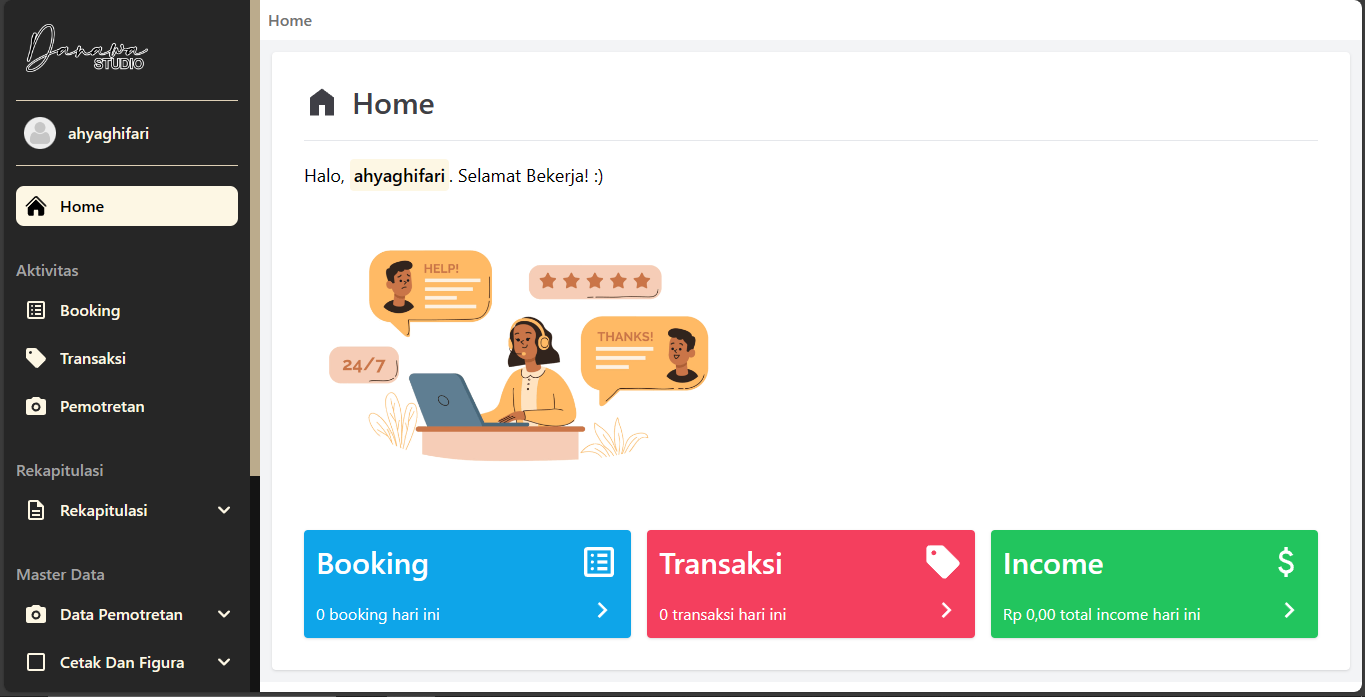 Danawa
STUDIO
ahyaghifari
Home
Aktivitas
Booking
Transaksi
Pemotretan
Rekapitulasi
Rekapitulasi
Master Data
Data Pemotretan
Cetak Dan Figura
Home
Home
Halo, ahyaghifari. Selamat Bekerja! :)
HELP!
THANKS!
24/7
Booking
0 booking hari ini
Transaksi
0 transaksi hari ini
Income
$
Rp 0,00 total income hari ini